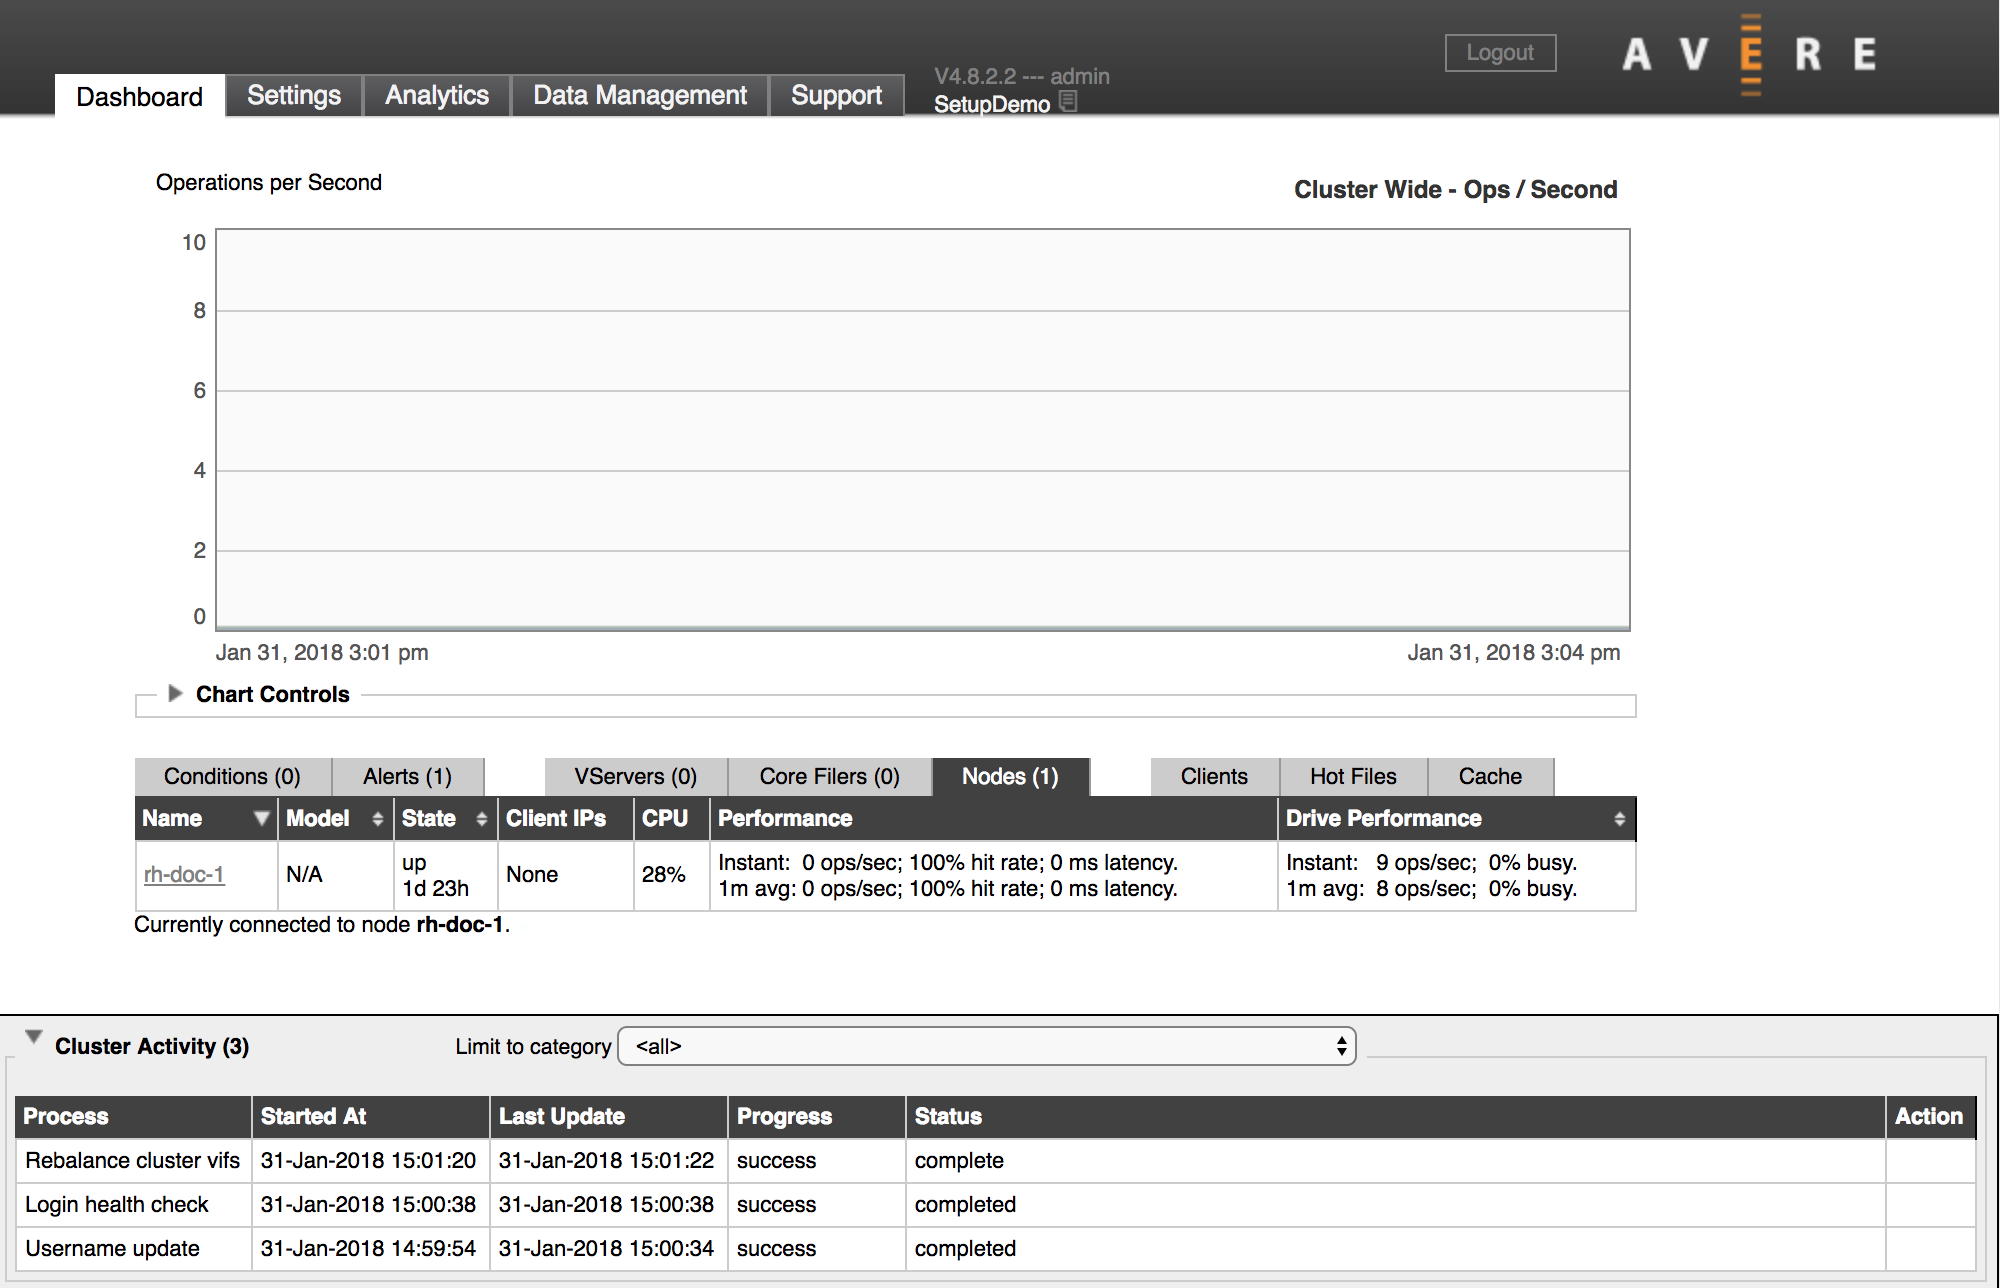 Dashboard Settings Analytics Data Management Support
V4.8.2.2 --- admin
SetupDemo
Logout
AVERE
Operations per Second
Cluster Wide - Ops / Second
10
8
6
4
2
0
Jan 31, 2018 3:01 pm Jan 31, 2018 3:04 pm
Chart Controls
Conditions (0) Alerts (1) VServers (0) Core Filers (0) Nodes (1) Clients Hot Files Cache
Name Model State Client IPs CPU Performance Drive Performance
rh-doc-1 N/A up 1d 23h None 28% Instant: 0 ops/sec; 100% hit rate; 0 ms latency. Instant: 9 ops/sec; 0% busy.
1m avg: 0 ops/sec; 100% hit rate; 0 ms latency. 1m avg: 8 ops/sec; 0% busy.
Currently connected to node rh-doc-1.
Cluster Activity (3) Limit to category <all>
Process Started At Last Update Progress Status Action
Rebalance cluster vifs 31-Jan-2018 15:01:20 31-Jan-2018 15:01:22 success complete
Login health check 31-Jan-2018 15:00:38 31-Jan-2018 15:00:38 success completed
Username update 31-Jan-2018 14:59:54 31-Jan-2018 15:00:34 success completed